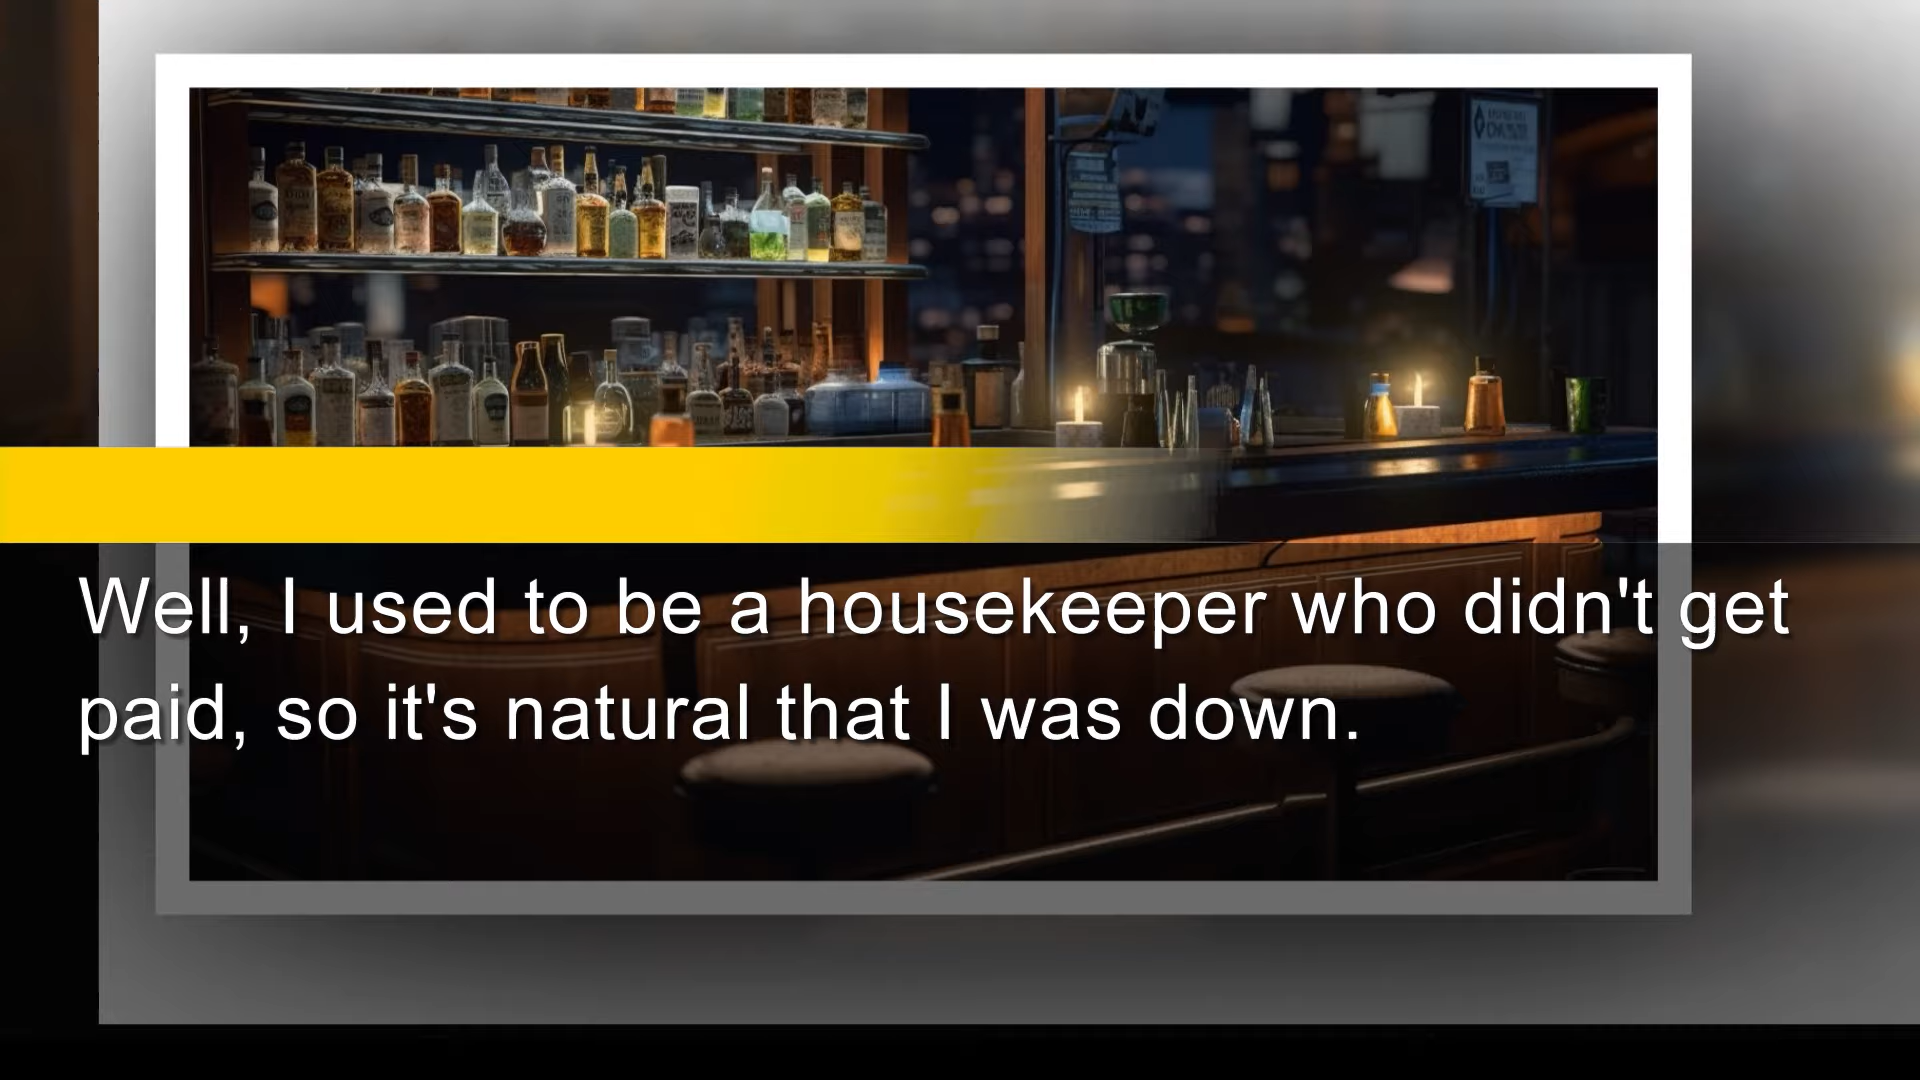 Well, I used to be a housekeeper who didn't get
paid, so it's natural that I was down.